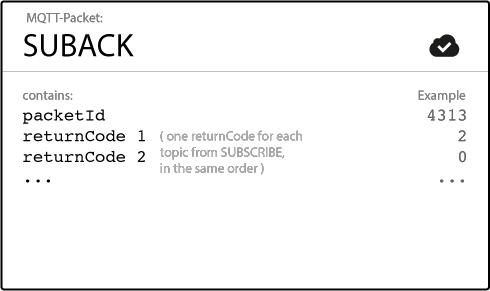 MQTT-Packet:
SUBACK
contains: Example
packetId 4313
returnCode 1 ( one returnCode for each 2
returnCode 2 topic from SUBSCRIBE, 0
in the same order )
... ...